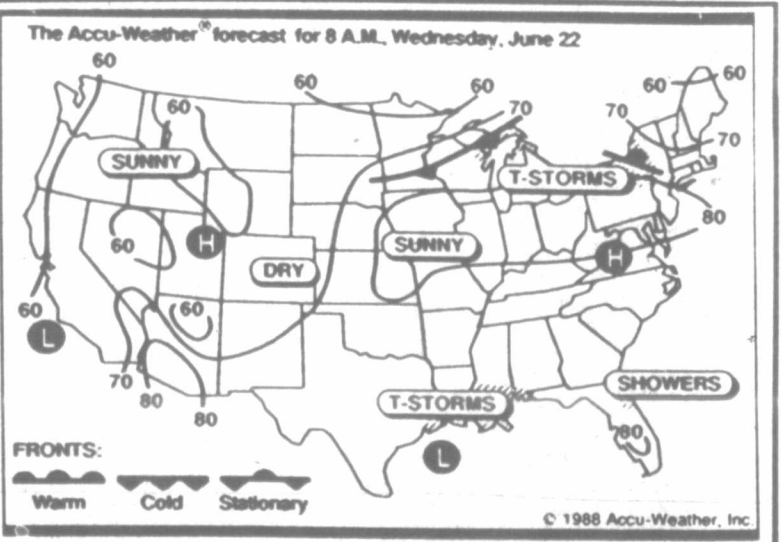 The Accu-Weather® forecast for 8 A.M., Wednesday, June 22
60
60
60
60
70
60
60
70
70
SUNNY
T-STORMS
80
60
H
SUNNY
H
DRY
60
60
L
70
80
80
T-STORMS
SHOWERS
80
L
FRONTS:
Warm
Cold
Stationary
© 1988 Accu-Weather, Inc.